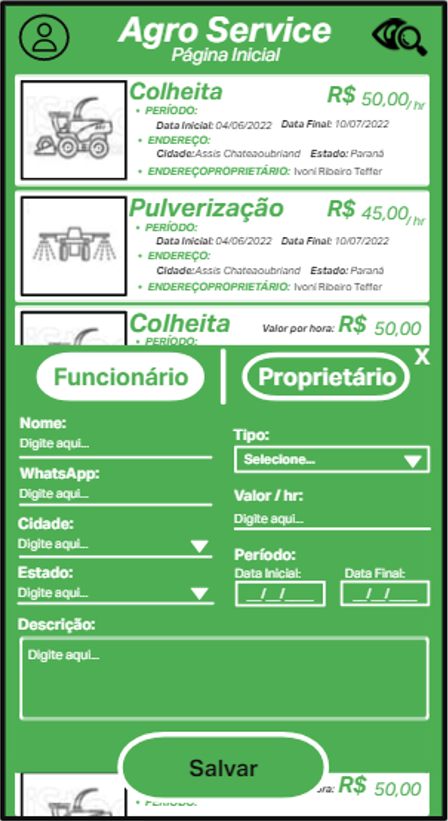 Agro Service
Página Inicial
Colheita R$ 50,00/hr
• PERÍODO:
Data Inicial: 04/06/2022 Data Final: 10/07/2022
• ENDEREÇO:
Cidade:Assis Chateaoubriand Estado: Paraná
• ENDEREÇOPROPRIETÁRIO: Ivoni Ribeiro Teffer
Pulverização R$ 45,00/hr
• PERÍODO:
Data Inicial: 04/06/2022 Data Final: 10/07/2022
• ENDEREÇO:
Cidade:Assis Chateaoubriand Estado: Paraná
• ENDEREÇOPROPRIETÁRIO: Ivoni Ribeiro Teffer
Colheita Valor por hora: R$ 50,00
• PERÍODO:
X
Funcionário Proprietário
Nome:
Digite aqui...
WhatsApp:
Digite aqui...
Cidade:
Digite aqui...
Estado:
Digite aqui...
Tipo:
Selecione...
Valor / hr:
Digite aqui...
Período:
Data Inicial: Data Final:
__/__/____ __/__/____
Descrição:
Digite aqui...
Salvar
ora: R$ 50,00
• PERÍODO: